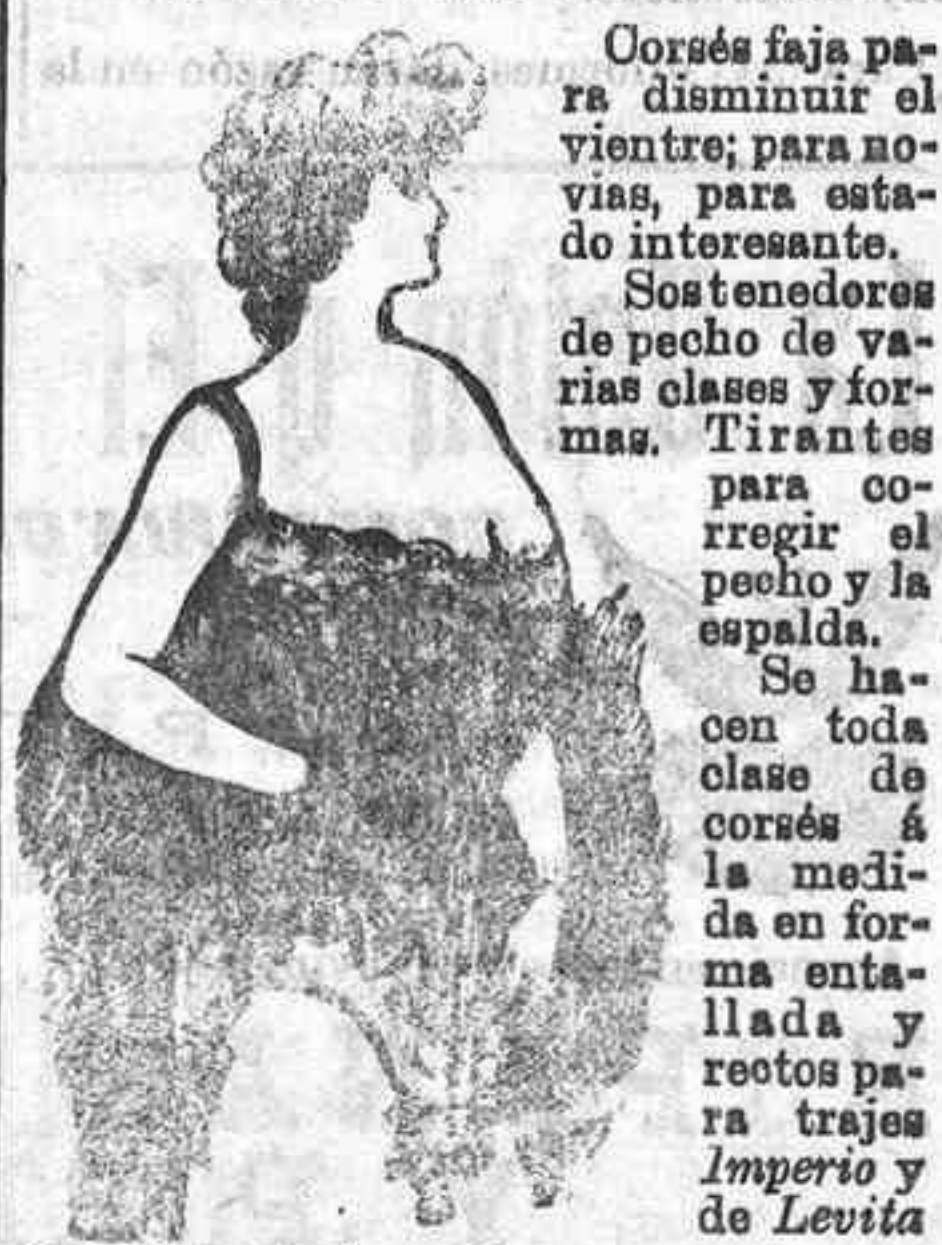 Corsés faja pa-
ra disminuir el
vientre; para no-
vias, para esta-
do interesante.
Sostenedores
de pecho de va-
rias clases y for-
mas. Tirantes
para co-
rregir el
pecho y la
espalda.
Se ha-
cen toda
clase de
corsés á
la medi-
da en for-
ma enta-
llada y
rectos pa-
ra trajes
Imperio y
de Levita